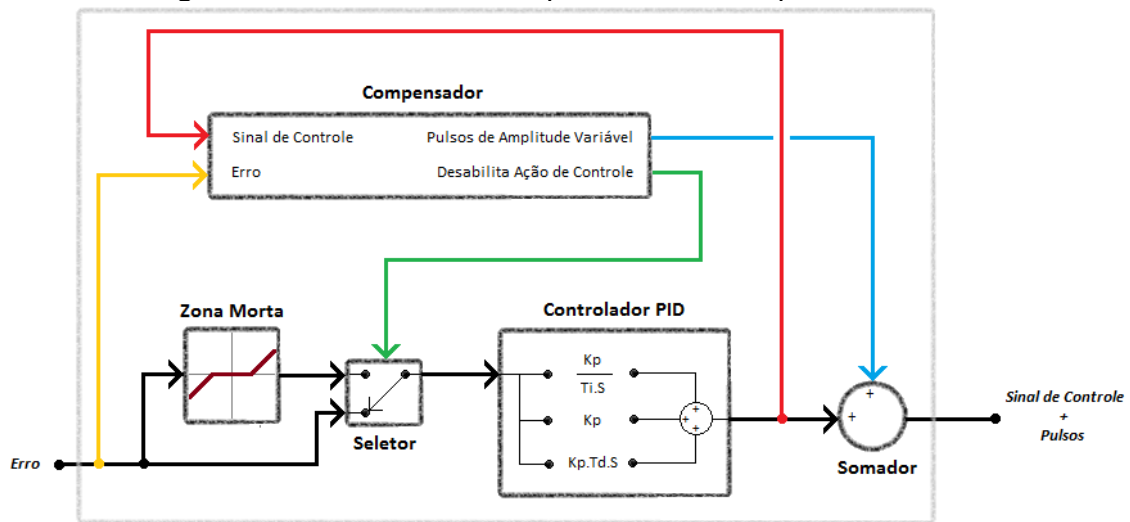 Compensador
Sinal de Controle
Pulsos de Amplitude Variável
Erro
Desabilita Ação de Controle
Zona Morta
Controlador PID
Kp
Ti.S
Kp
Kp.Td.S
+
+
+
+
+
Seletor
Somador
Erro
Sinal de Controle
+
Pulsos